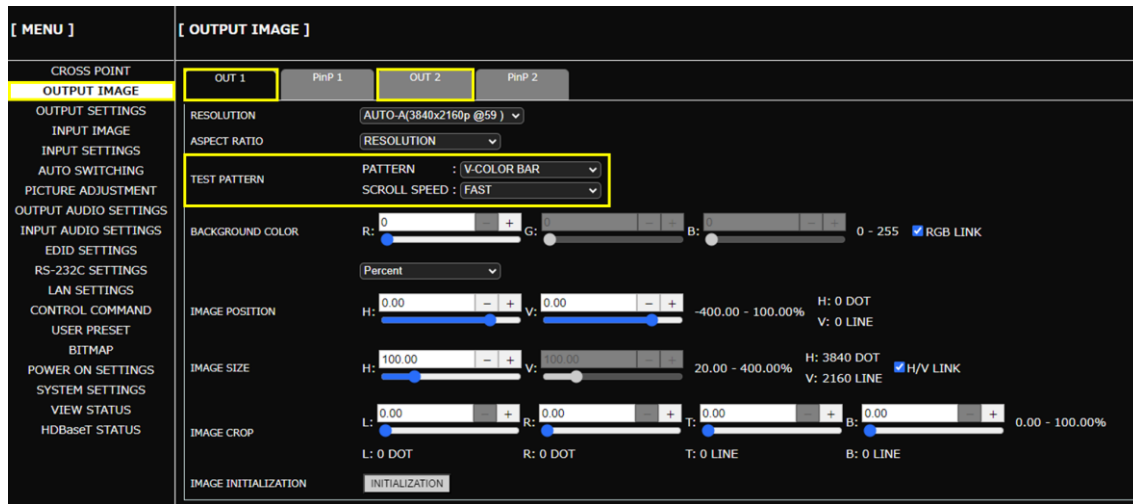 [ MENU ]
[ OUTPUT IMAGE ]
CROSS POINT
OUTPUT IMAGE
OUTPUT SETTINGS
INPUT IMAGE
INPUT SETTINGS
AUTO SWITCHING
PICTURE ADJUSTMENT
OUTPUT AUDIO SETTINGS
INPUT AUDIO SETTINGS
EDID SETTINGS
RS-232C SETTINGS
LAN SETTINGS
CONTROL COMMAND
USER PRESET
BITMAP
POWER ON SETTINGS
SYSTEM SETTINGS
VIEW STATUS
HDBaseT STATUS
OUT 1 PinP 1 OUT 2 PinP 2
RESOLUTION AUTO-A(3840x2160p @59 )
ASPECT RATIO RESOLUTION
TEST PATTERN PATTERN : V-COLOR BAR
SCROLL SPEED : FAST
BACKGROUND COLOR R: 0 - + G: 0 - + B: 0 - + 0 - 255 RGB LINK
Percent
IMAGE POSITION H: 0.00 - + V: 0.00 - + -400.00 - 100.00% H: 0 DOT
V: 0 LINE
IMAGE SIZE H: 100.00 - + V: 100.00 - + 20.00 - 400.00% H: 3840 DOT
V: 2160 LINE H/V LINK
IMAGE CROP L: 0.00 - + R: 0.00 - + T: 0.00 - + B: 0.00 - + 0.00 - 100.00%
L: 0 DOT R: 0 DOT T: 0 LINE B: 0 LINE
IMAGE INITIALIZATION INITIALIZATION